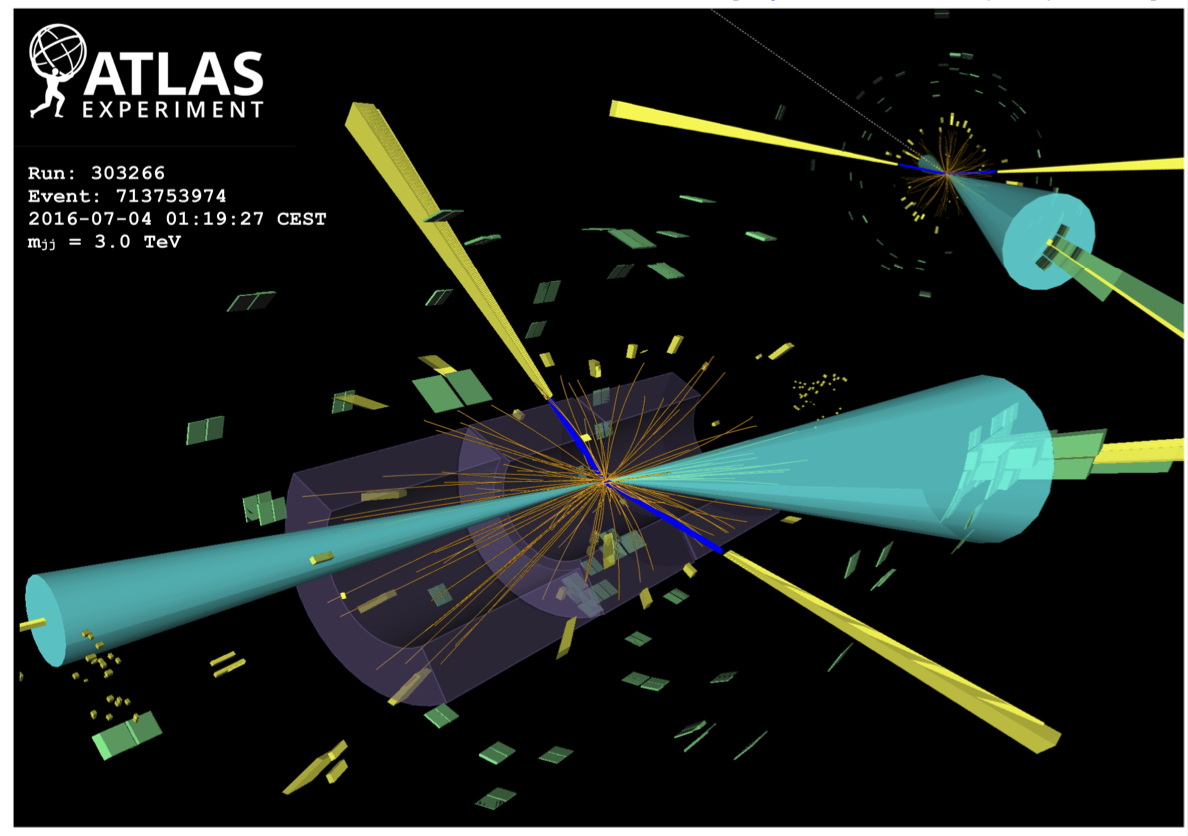 ATLAS
EXPERIMENT
Run: 303266
Event: 713753974
2016-07-04 01:19:27 CEST
mjj = 3.0 TeV